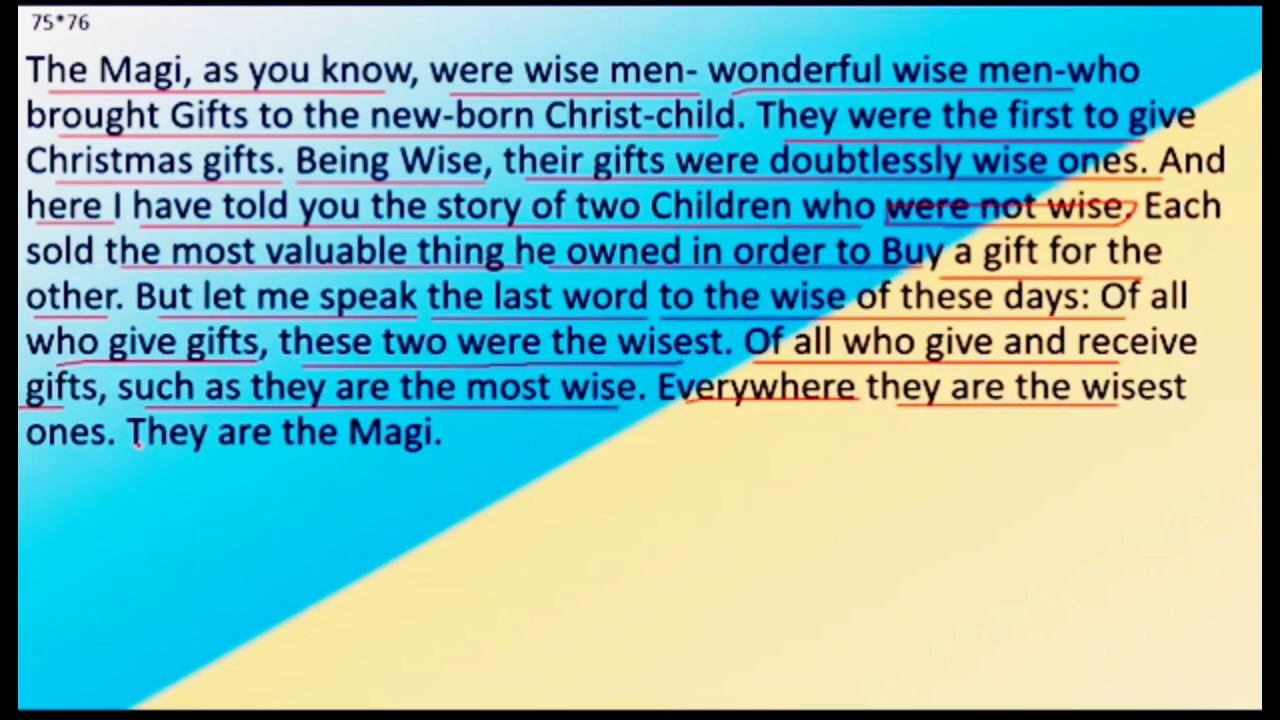 75*76
The Magi, as you know, were wise men- wonderful wise men-who
brought Gifts to the new-born Christ-child. They were the first to give
Christmas gifts. Being Wise, their gifts were doubtlessly wise ones. And
here I have told you the story of two Children who were not wise. Each
sold the most valuable thing he owned in order to Buy a gift for the
other. But let me speak the last word to the wise of these days: Of all
who give gifts, these two were the wisest. Of all who give and receive
gifts, such as they are the most wise. Everywhere they are the wisest
ones. They are the Magi.